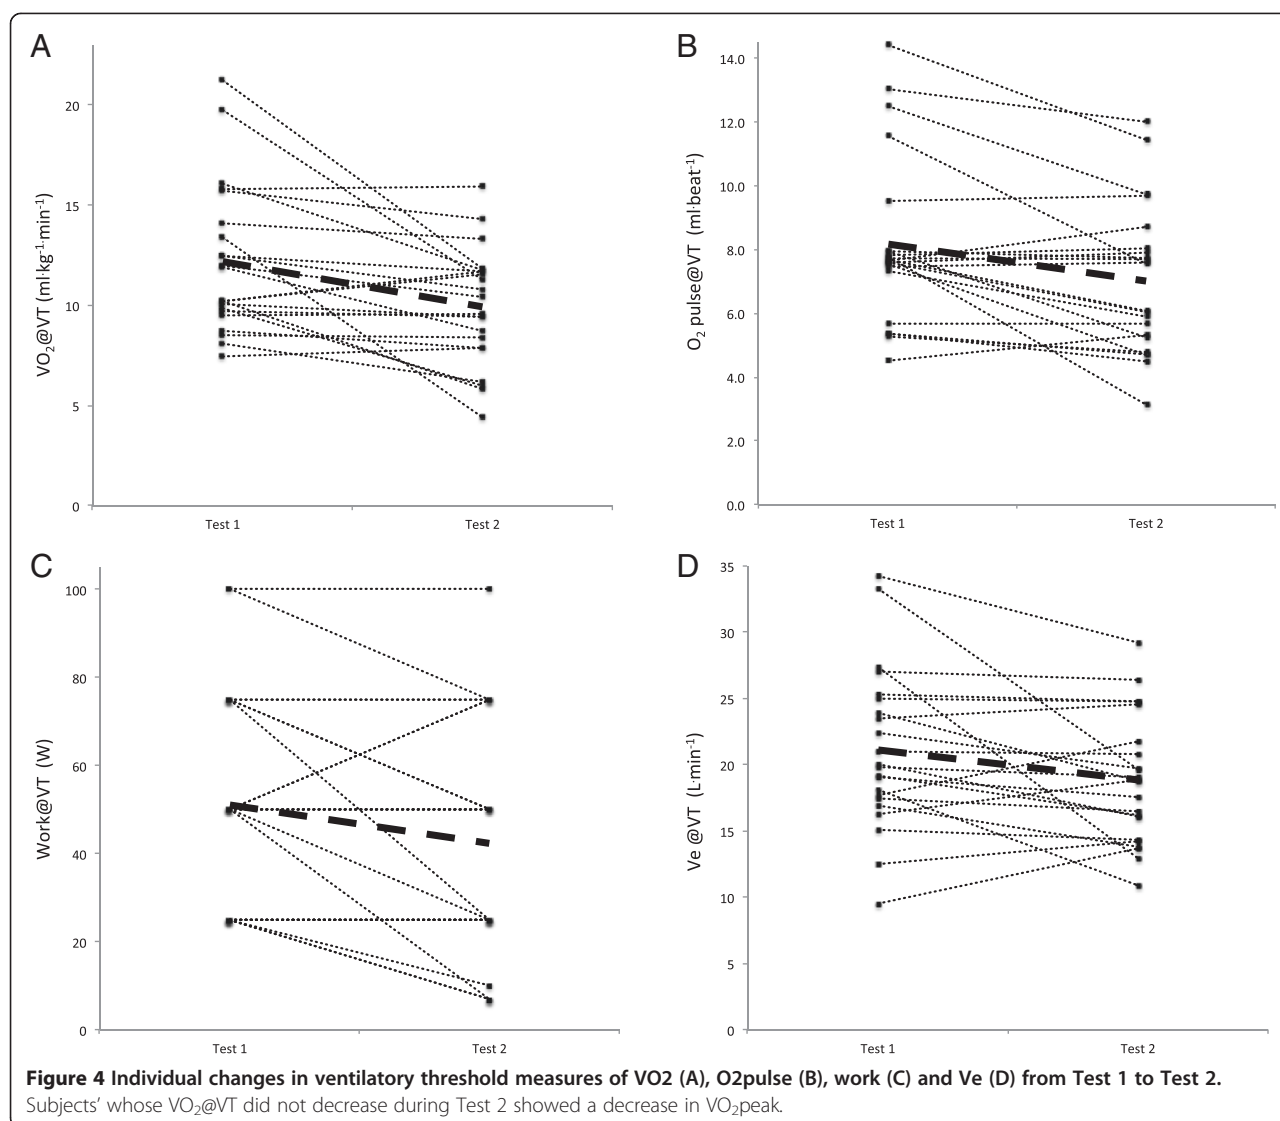 A
VO₂@VT (ml·kg⁻¹·min⁻¹)
20
15
10
5
0
Test 1
Test 2
B
O₂ pulse@VT (ml·beat⁻¹)
14.0
12.0
10.0
8.0
6.0
4.0
2.0
0.0
Test 1
Test 2
C
Work@VT (W)
100
80
60
40
20
0
Test 1
Test 2
D
Ve @VT (L·min⁻¹)
35
30
25
20
15
10
5
0
Test 1
Test 2
Figure 4 Individual changes in ventilatory threshold measures of VO2 (A), O2pulse (B), work (C) and Ve (D) from Test 1 to Test 2.
Subjects' whose VO₂@VT did not decrease during Test 2 showed a decrease in VO₂peak.